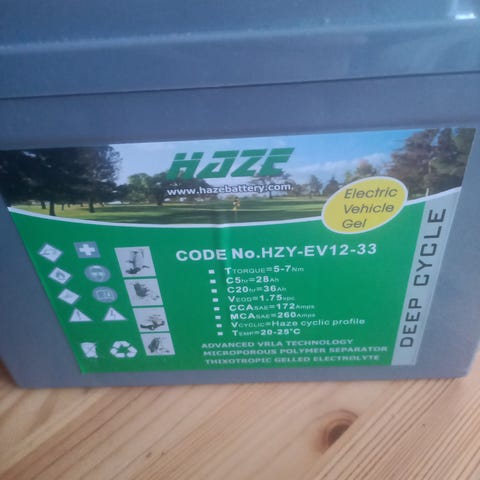 HAZE
www.hazebattery.com
Electric
Vehicle
Gel
CODE No.HZY-EV12-33
TTORQUE=5-7Nm
C5hr=28Ah
C20hr=36Ah
VEOD=1.75vpc
CCASAE=172Amps
MCASAE=260Amps
VCYCLIC=Haze cyclic profile
TEMP=20-25°C
ADVANCED VRLA TECHNOLOGY
MICROPOROUS POLYMER SEPARATOR
THIXOTROPIC GELLED ELECTROLYTE
DEEP CYCLE